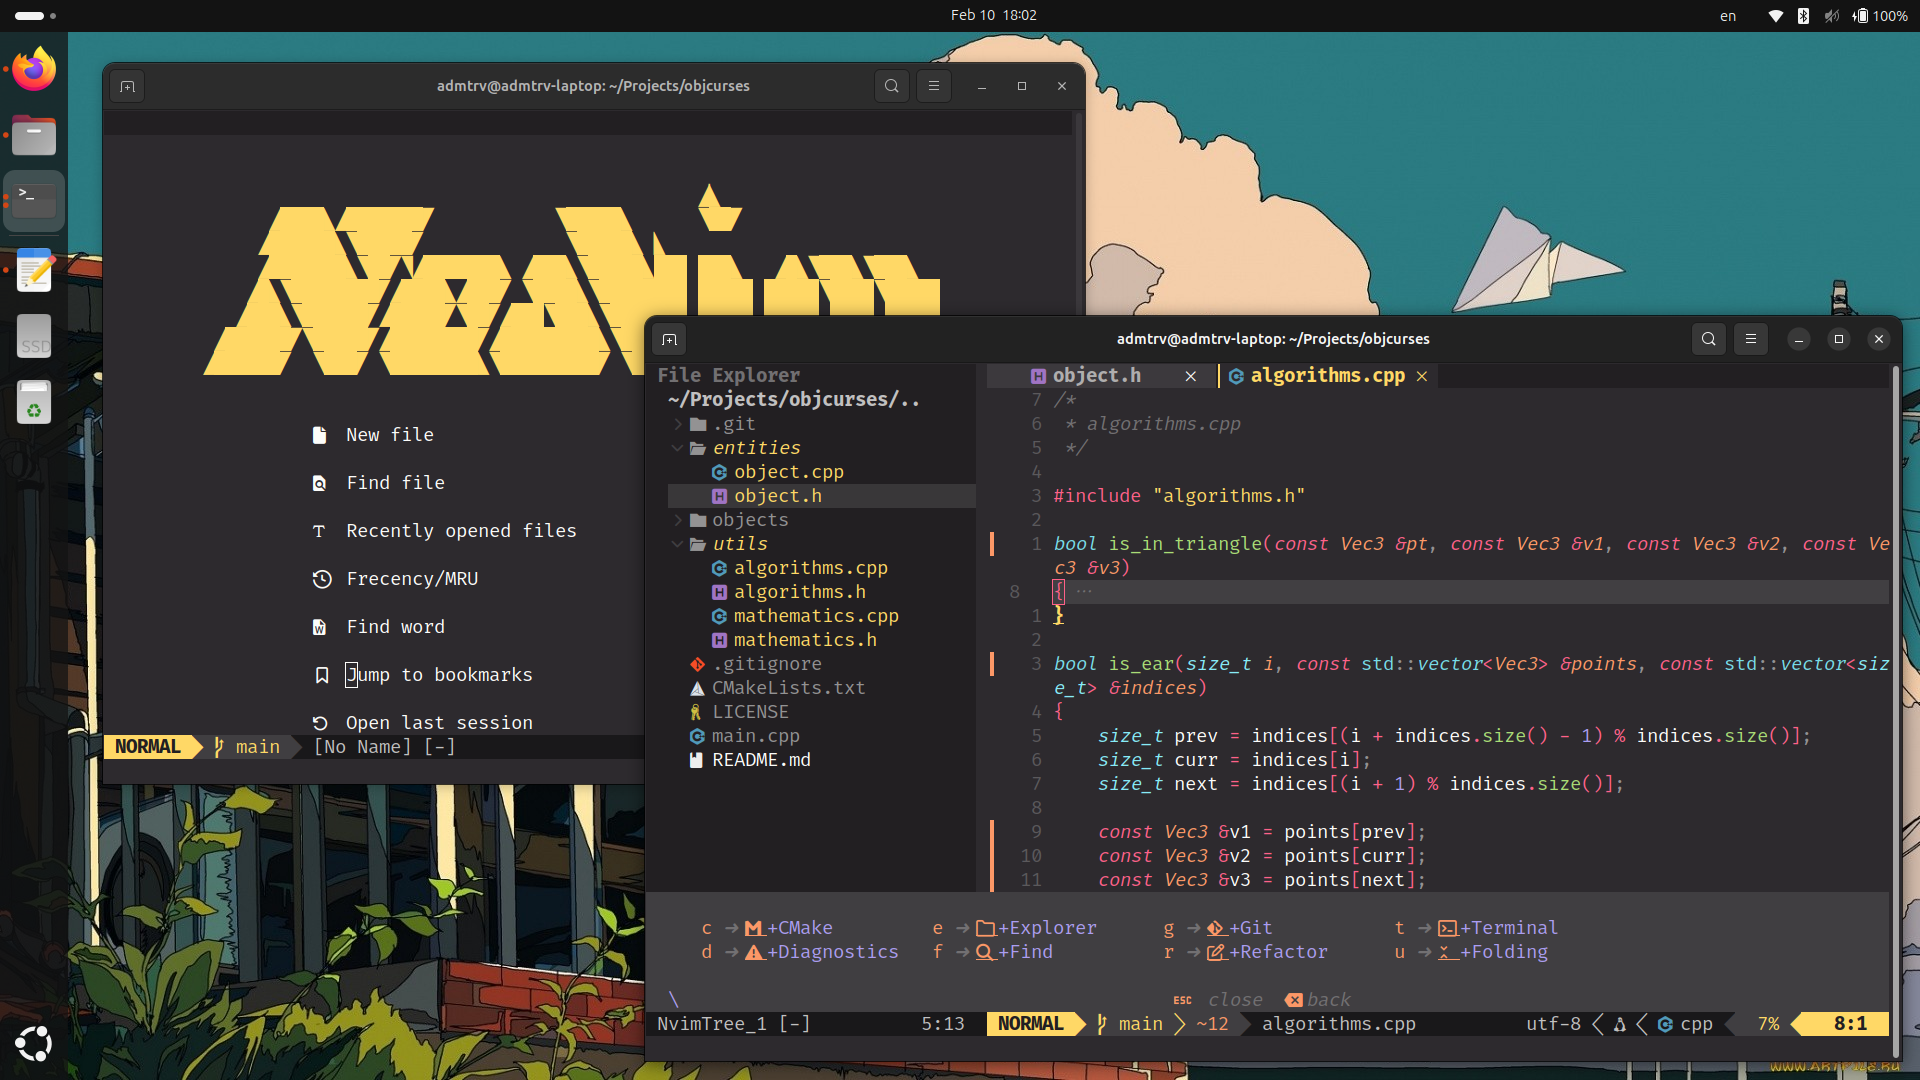 Feb 10 18:02
en
100%
SSD
admtrv@admtrv-laptop: ~/Projects/objcurses
NeoVim
New file
Find file
Recently opened files
Frecency/MRU
Find word
Jump to bookmarks
Open last session
NORMAL main [No Name] [-]
admtrv@admtrv-laptop: ~/Projects/objcurses
File Explorer
~/Projects/objcurses/..
.git
entities
object.cpp
object.h
objects
utils
algorithms.cpp
algorithms.h
mathematics.cpp
mathematics.h
.gitignore
CMakeLists.txt
LICENSE
main.cpp
README.md
object.h × algorithms.cpp ×
7 /*
6  * algorithms.cpp
5  */
4
3 #include "algorithms.h"
2
1 bool is_in_triangle(const Vec3 &pt, const Vec3 &v1, const Vec3 &v2, const Ve
c3 &v3)
8 { ···
1 }
2
3 bool is_ear(size_t i, const std::vector<Vec3> &points, const std::vector<siz
e_t> &indices)
4 {
5     size_t prev = indices[(i + indices.size() - 1) % indices.size()];
6     size_t curr = indices[i];
7     size_t next = indices[(i + 1) % indices.size()];
8
9     const Vec3 &v1 = points[prev];
10     const Vec3 &v2 = points[curr];
11     const Vec3 &v3 = points[next];
c → +CMake e → +Explorer g → +Git t → +Terminal
d → +Diagnostics f → +Find r → +Refactor u → +Folding
\ ESC close back
NvimTree_1 [-] 5:13 NORMAL main ~12 algorithms.cpp utf-8 cpp 7% 8:1